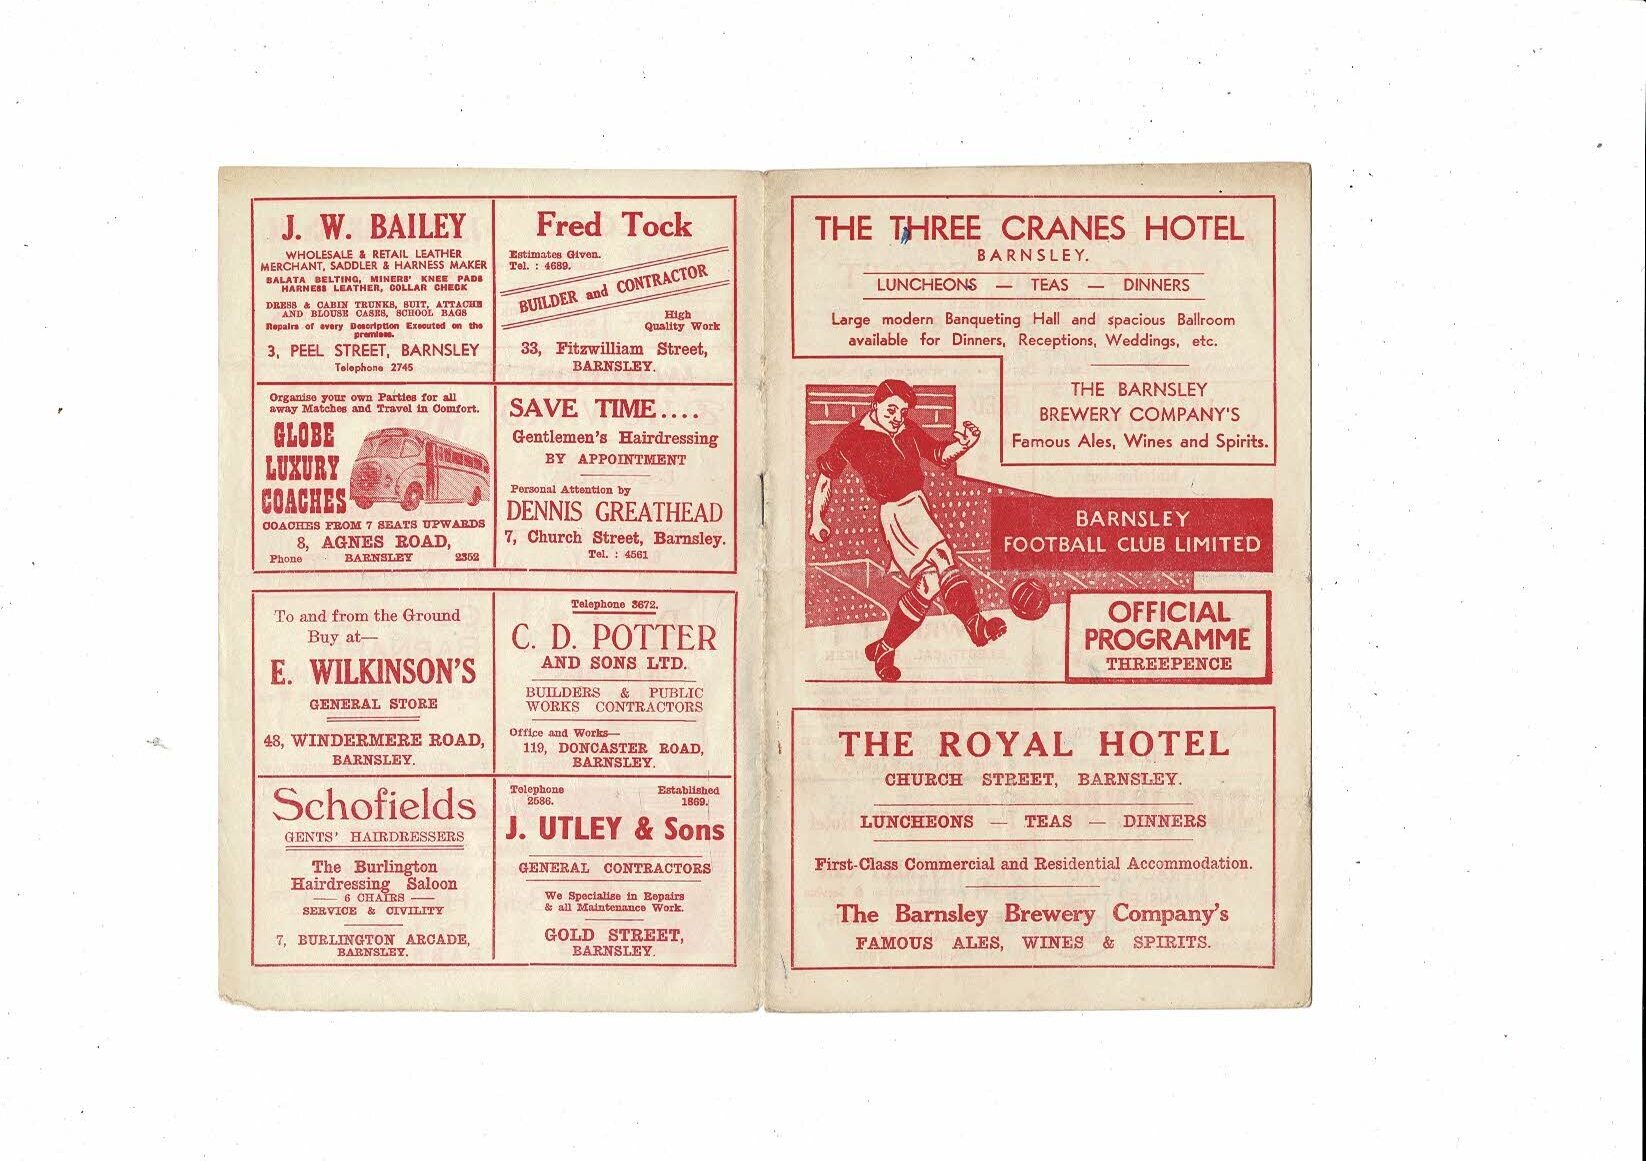 J. W. BAILEY
WHOLESALE & RETAIL LEATHER
MERCHANT, SADDLER & HARNESS MAKER
BALATA BELTING, MINERS' KNEE PADS
HARNESS LEATHER, COLLAR CHECK
DRESS & CABIN TRUNKS, SUIT, ATTACHE
AND BLOUSE CASES, SCHOOL BAGS
Repairs of every Description Executed on the
premises.
3, PEEL STREET, BARNSLEY
Telephone 2745
Fred Tock
Estimates Given.
Tel. : 4689.
BUILDER and CONTRACTOR
High
Quality Work
33, Fitzwilliam Street,
BARNSLEY.
Organise your own Parties for all
away Matches and Travel in Comfort.
GLOBE
LUXURY
COACHES
COACHES FROM 7 SEATS UPWARDS
8, AGNES ROAD,
Phone BARNSLEY 2352
SAVE TIME....
Gentlemen's Hairdressing
BY APPOINTMENT
Personal Attention by
DENNIS GREATHEAD
7, Church Street, Barnsley.
Tel. : 4561
To and from the Ground
Buy at—
E. WILKINSON'S
GENERAL STORE
48, WINDERMERE ROAD,
BARNSLEY.
Telephone 3672.
C. D. POTTER
AND SONS LTD.
BUILDERS & PUBLIC
WORKS CONTRACTORS
Office and Works—
119, DONCASTER ROAD,
BARNSLEY.
Schofields
GENTS' HAIRDRESSERS
The Burlington
Hairdressing Saloon
— 6 CHAIRS —
SERVICE & CIVILITY
7, BURLINGTON ARCADE,
BARNSLEY.
Telephone Established
2586. 1869.
J. UTLEY & Sons
GENERAL CONTRACTORS
We Specialise in Repairs
& all Maintenance Work.
GOLD STREET,
BARNSLEY.
THE THREE CRANES HOTEL
BARNSLEY.
LUNCHEONS — TEAS — DINNERS
Large modern Banqueting Hall and spacious Ballroom
available for Dinners, Receptions, Weddings, etc.
THE BARNSLEY
BREWERY COMPANY'S
Famous Ales, Wines and Spirits.
BARNSLEY
FOOTBALL CLUB LIMITED
OFFICIAL
PROGRAMME
THREEPENCE
THE ROYAL HOTEL
CHURCH STREET, BARNSLEY.
LUNCHEONS — TEAS — DINNERS
First-Class Commercial and Residential Accommodation.
The Barnsley Brewery Company's
FAMOUS ALES, WINES & SPIRITS.